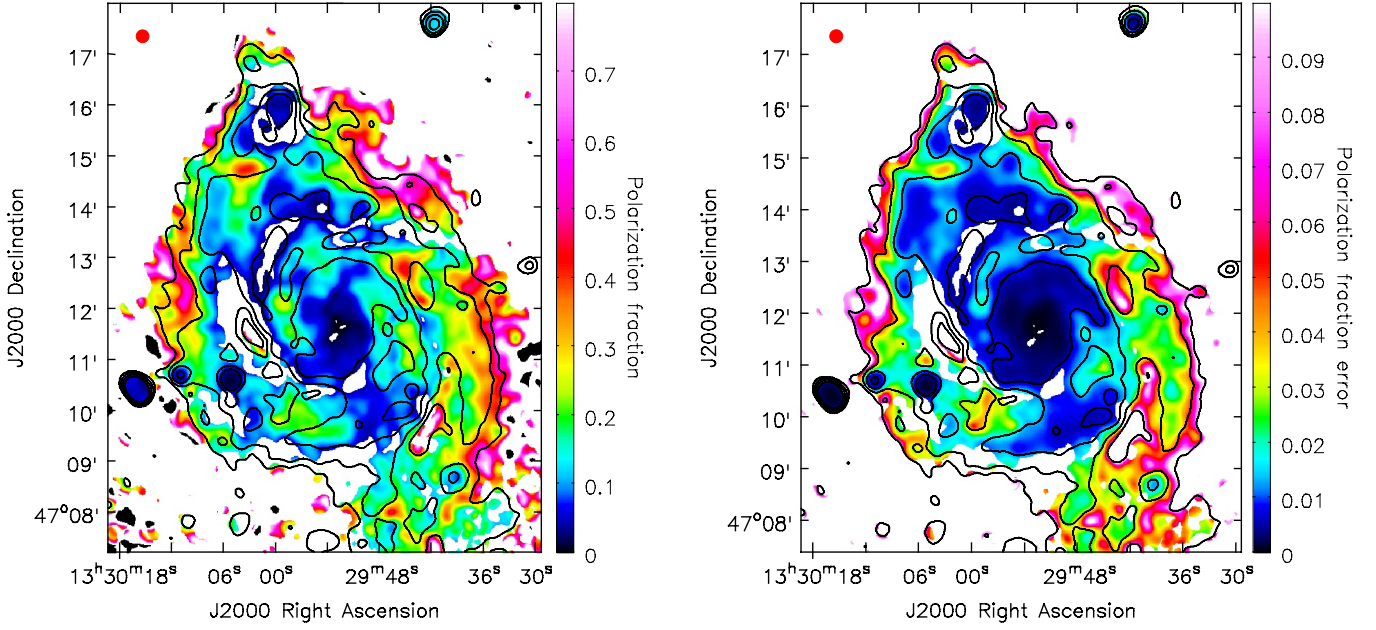 17'
16'
15'
14'
13'
12'
11'
10'
09'
47°08'
J2000 Declination
13ʰ30ᵐ18ˢ
06ˢ
00ˢ
29ᵐ48ˢ
36ˢ
30ˢ
J2000 Right Ascension
0.7
0.6
0.5
0.4
0.3
0.2
0.1
0
Polarization fraction
17'
16'
15'
14'
13'
12'
11'
10'
09'
47°08'
J2000 Declination
13ʰ30ᵐ18ˢ
06ˢ
00ˢ
29ᵐ48ˢ
36ˢ
30ˢ
J2000 Right Ascension
0.09
0.08
0.07
0.06
0.05
0.04
0.03
0.02
0.01
0
Polarization fraction error